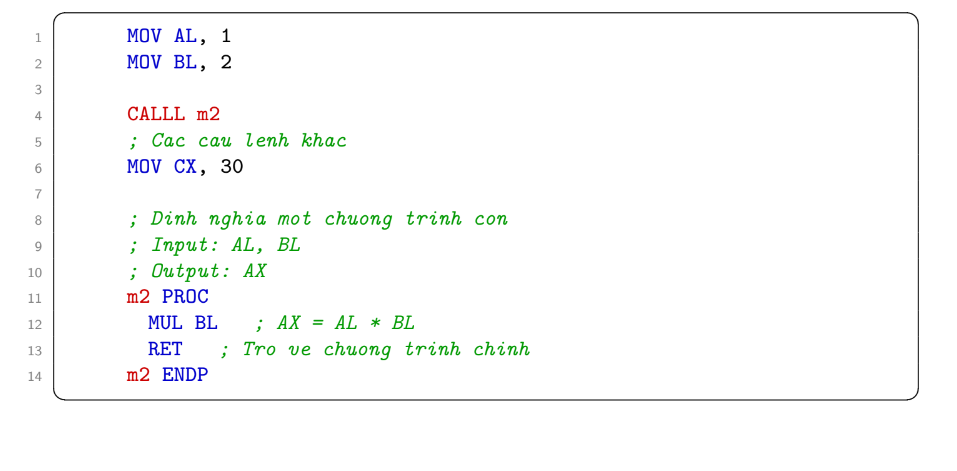 1 MOV AL, 1
2 MOV BL, 2
3
4 CALLL m2
5 ; Cac cau lenh khac
6 MOV CX, 30
7
8 ; Dinh nghia mot chuong trinh con
9 ; Input: AL, BL
10 ; Output: AX
11 m2 PROC
12 MUL BL ; AX = AL * BL
13 RET ; Tro ve chuong trinh chinh
14 m2 ENDP